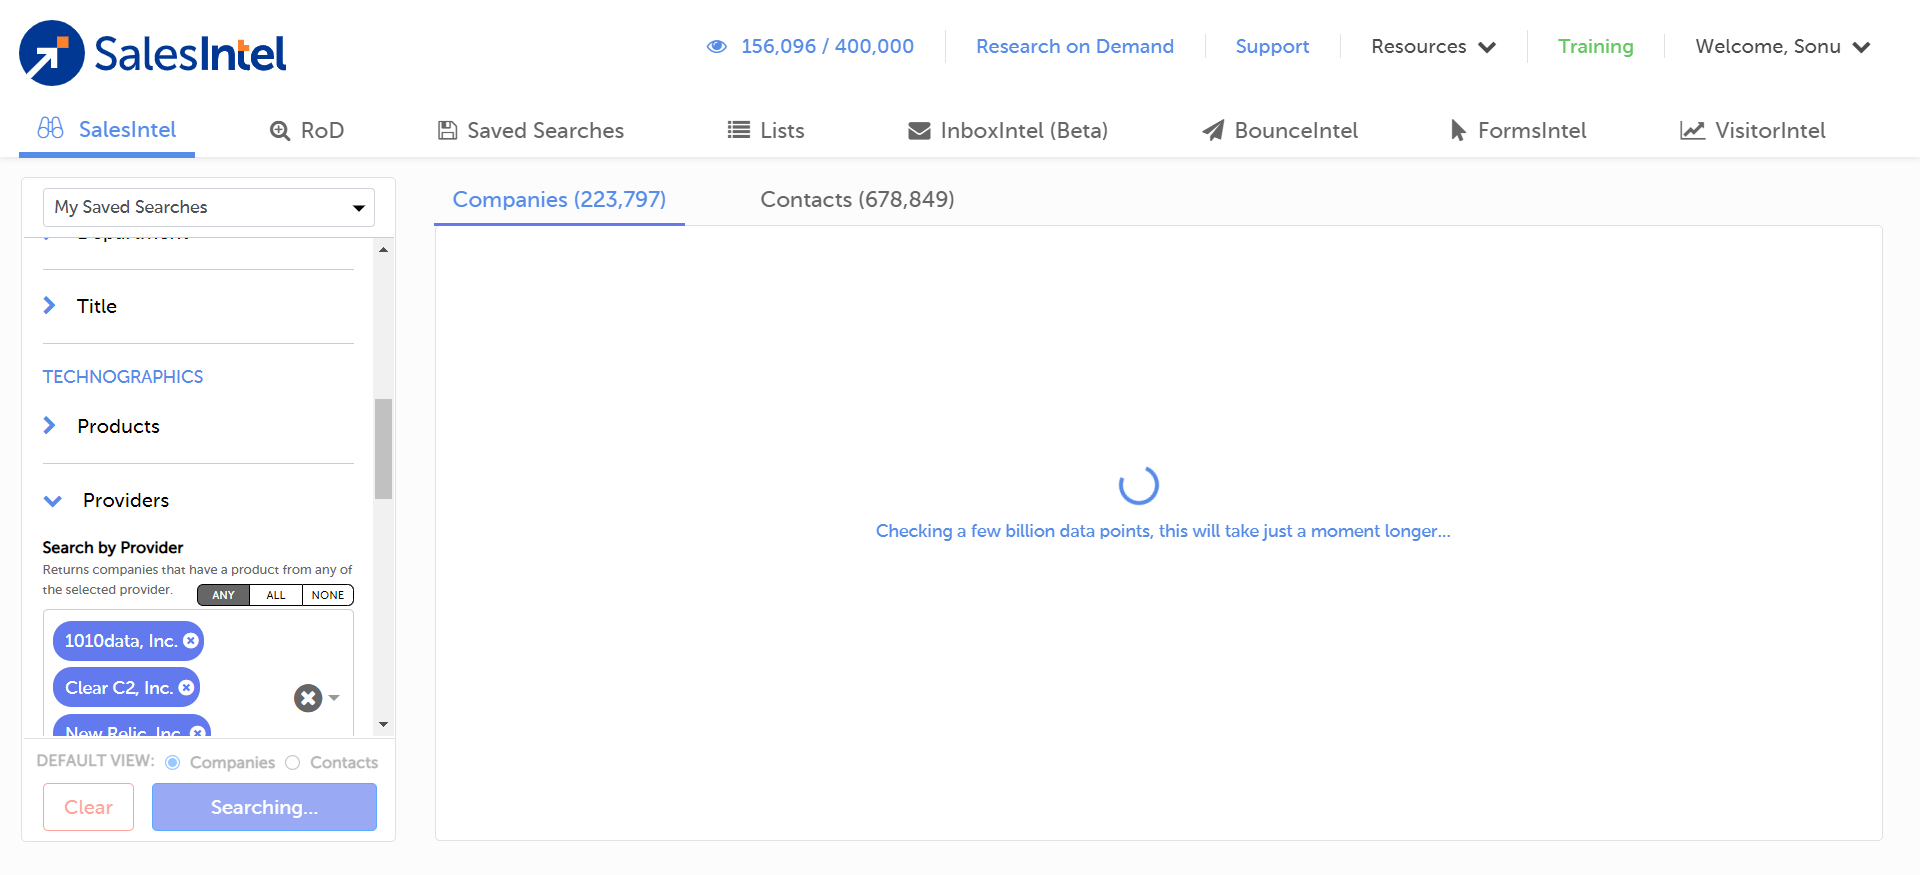 SalesIntel
156,096 / 400,000
Research on Demand
Support
Resources
Training
Welcome, Sonu
SalesIntel
RoD
Saved Searches
Lists
InboxIntel (Beta)
BounceIntel
FormsIntel
VisitorIntel
My Saved Searches
Department
Title
TECHNOGRAPHICS
Products
Providers
Search by Provider
Returns companies that have a product from any of
the selected provider.
ANY
ALL
NONE
1010data, Inc.
Clear C2, Inc.
New Relic, Inc
DEFAULT VIEW:
Companies
Contacts
Clear
Searching...
Companies (223,797)
Contacts (678,849)
Checking a few billion data points, this will take just a moment longer...